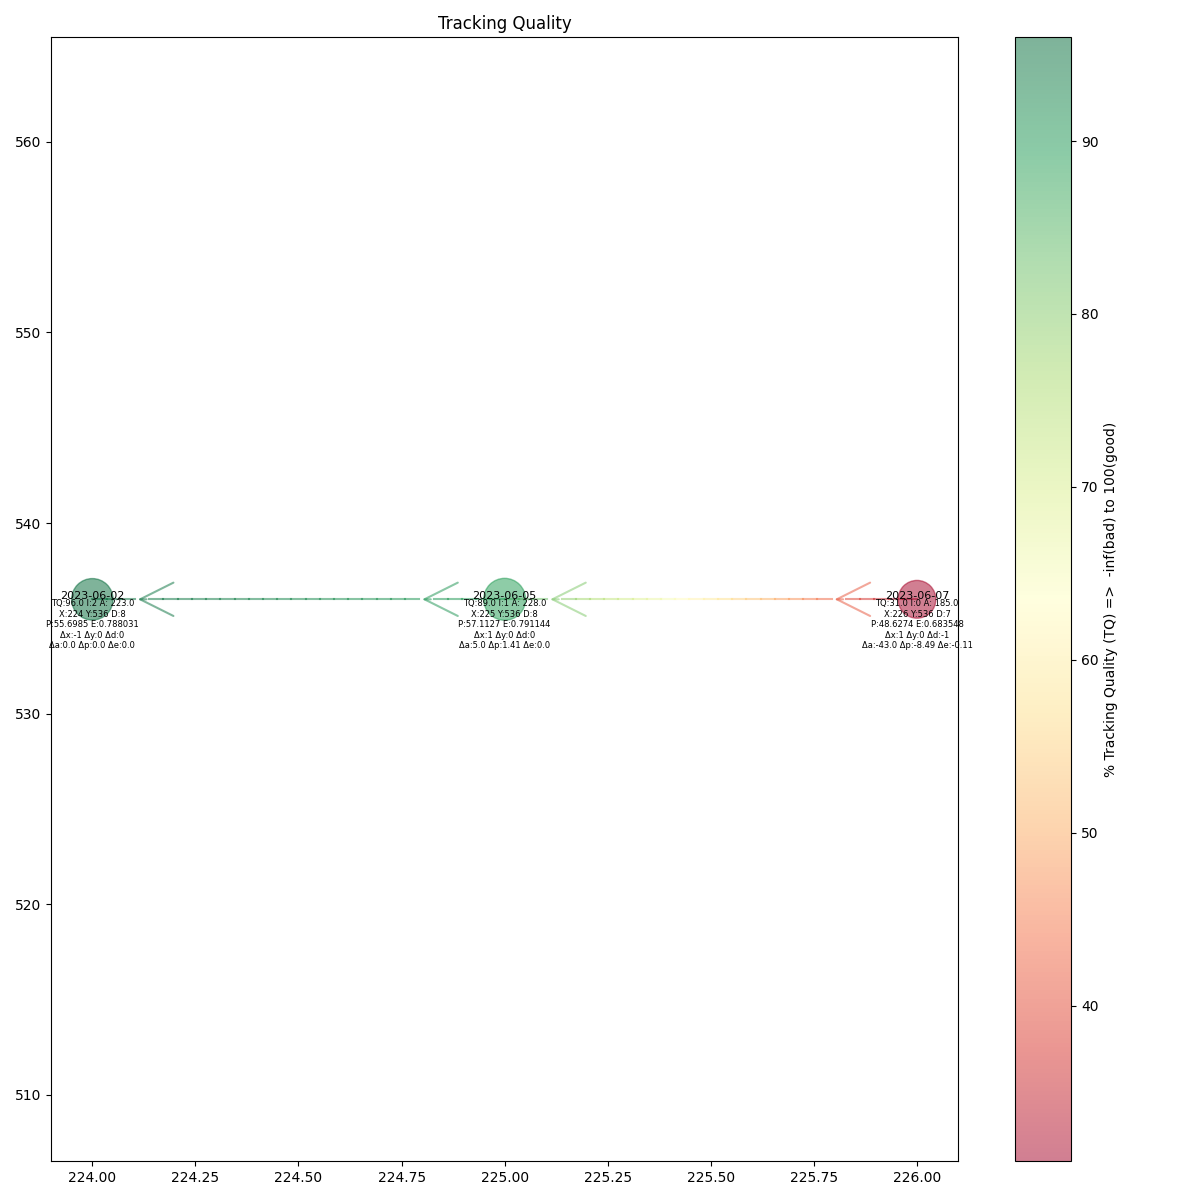 Tracking Quality
560
550
540
530
520
510
2023-06-02
TQ:96.0 I:2 A: 223.0
X:224 Y:536 D:8
P:55.6985 E:0.788031
Δx:-1 Δy:0 Δd:0
Δa:0.0 Δp:0.0 Δe:0.0
2023-06-05
TQ:89.0 I:1 A: 228.0
X:225 Y:536 D:8
P:57.1127 E:0.791144
Δx:1 Δy:0 Δd:0
Δa:5.0 Δp:1.41 Δe:0.0
2023-06-07
TQ:31.0 I:0 A: 185.0
X:226 Y:536 D:7
P:48.6274 E:0.683548
Δx:1 Δy:0 Δd:-1
Δa:-43.0 Δp:-8.49 Δe:-0.11
224.00 224.25 224.50 224.75 225.00 225.25 225.50 225.75 226.00
90
80
70
60
50
40
% Tracking Quality (TQ) => -inf(bad) to 100(good)